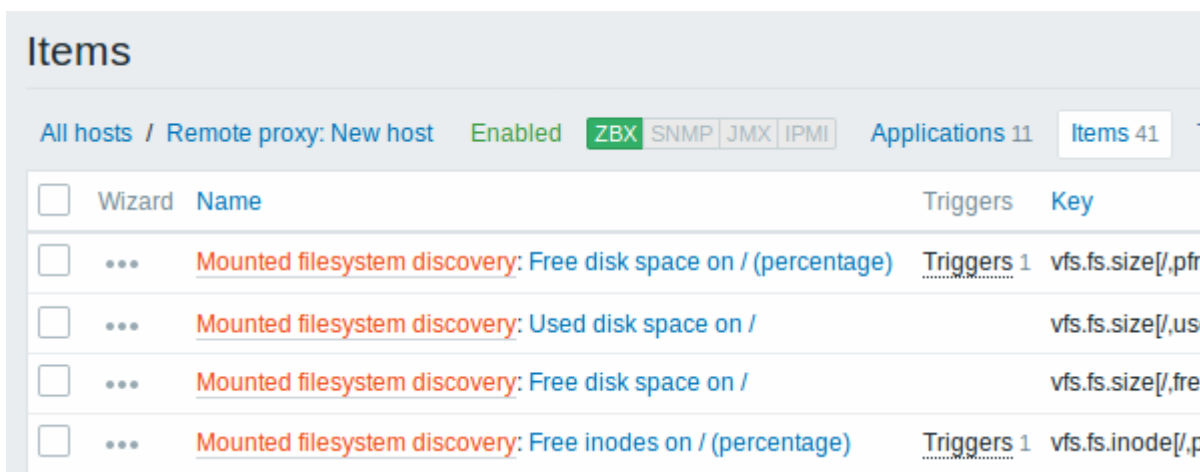 Items
All hosts / Remote proxy: New host Enabled ZBX SNMP JMX IPMI Applications 11 Items 41
Wizard Name Triggers Key
Mounted filesystem discovery: Free disk space on / (percentage) Triggers 1 vfs.fs.size[/,pfr
Mounted filesystem discovery: Used disk space on / vfs.fs.size[/,us
Mounted filesystem discovery: Free disk space on / vfs.fs.size[/,fre
Mounted filesystem discovery: Free inodes on / (percentage) Triggers 1 vfs.fs.inode[/,p